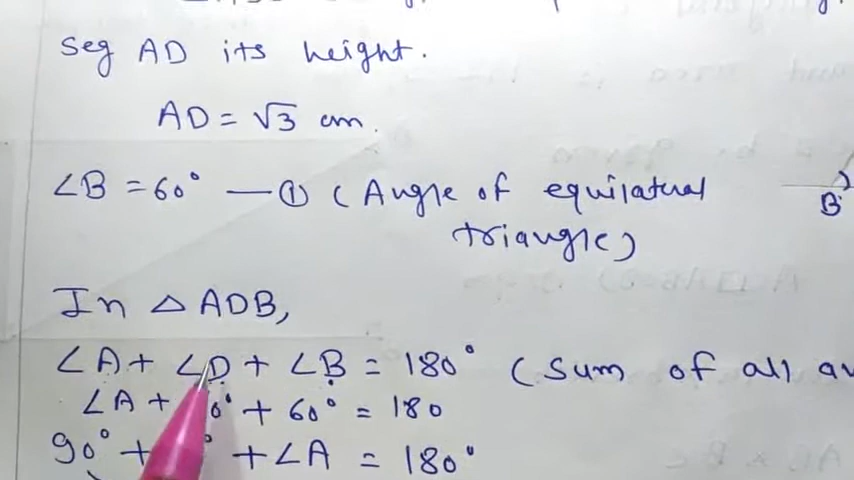 seg AD its height.
AD = √3 cm.
∠B = 60° — ① (Angle of equilateral
triangle)
B
In △ ADB,
∠A + ∠D + ∠B = 180° (Sum of all
∠A + 0° + 60° = 180
90° + ° + ∠A = 180°